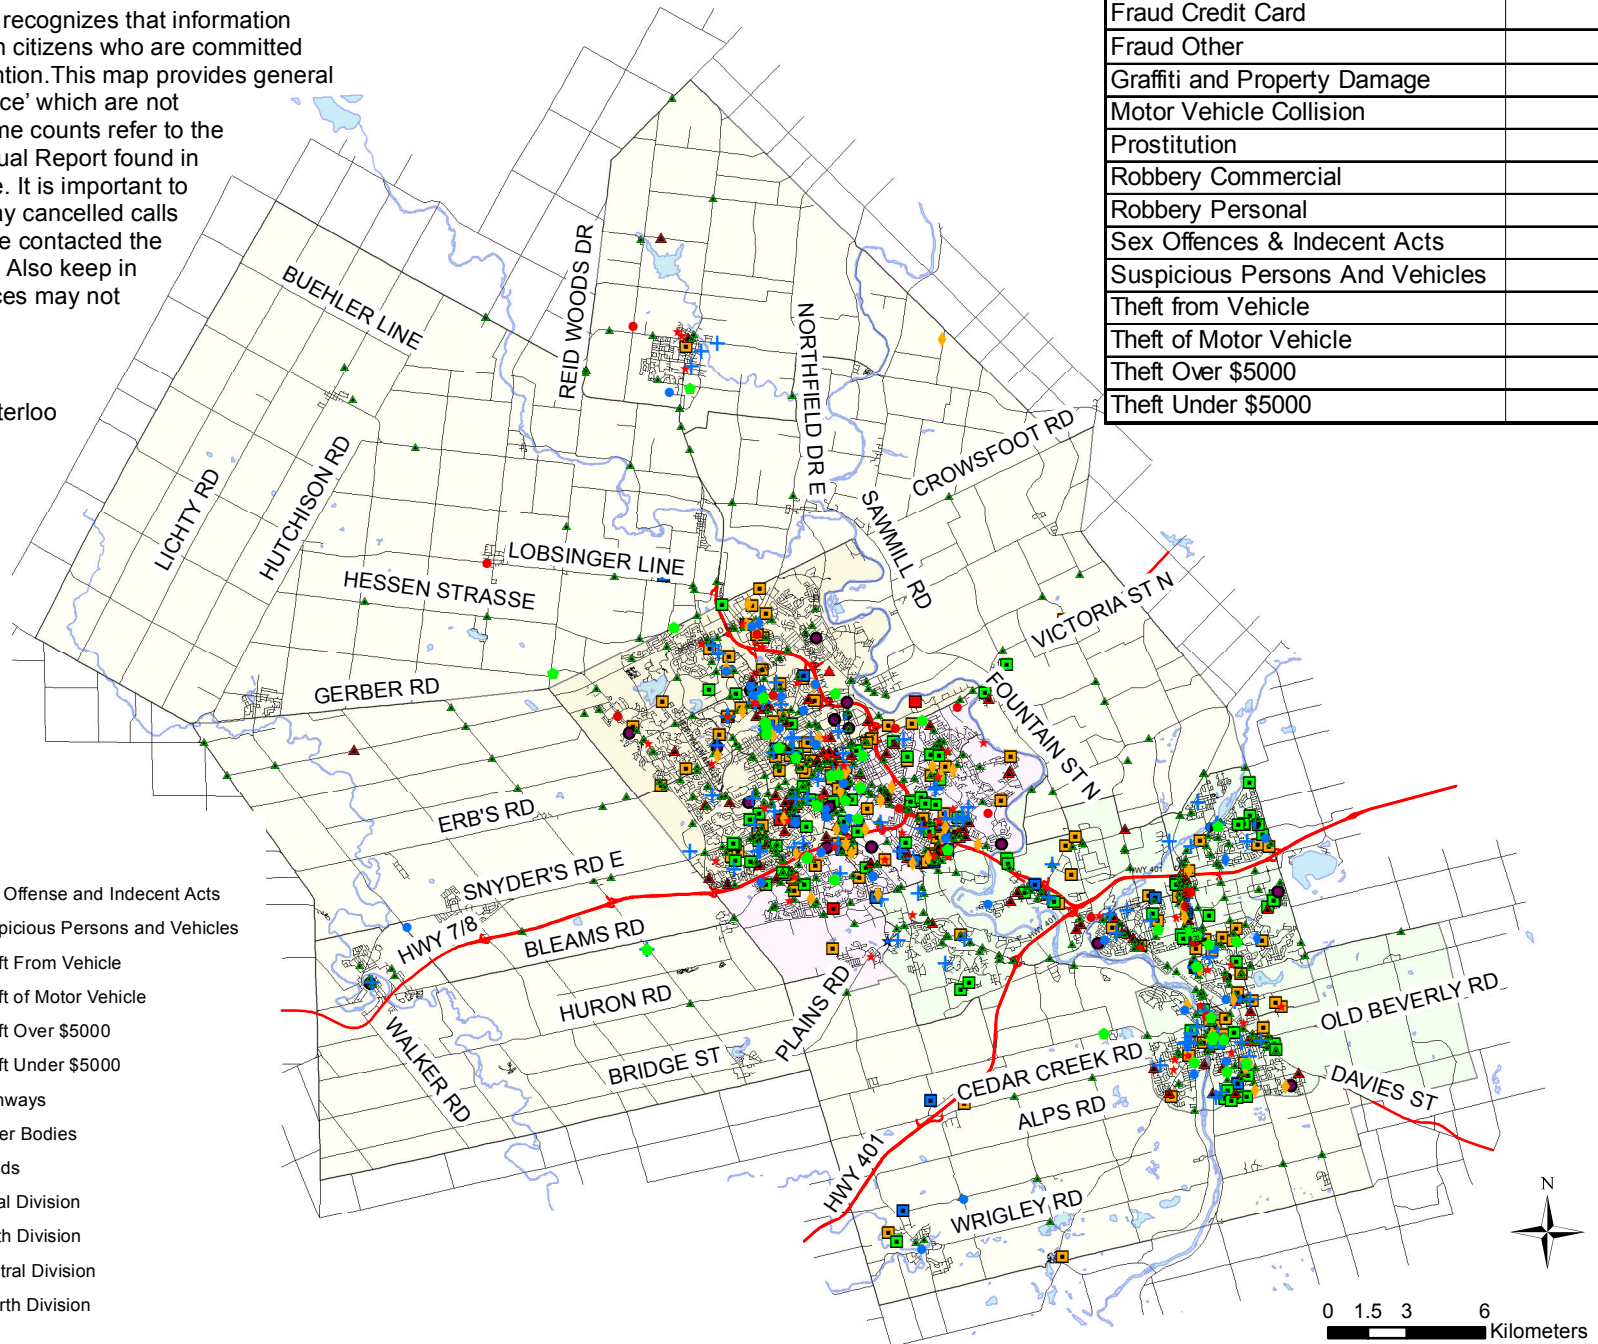 recognizes that information
citizens who are committed
ntion.This map provides general
ce’ which are not
me counts refer to the
ual Report found in
e. It is important to
ay cancelled calls
e contacted the
Also keep in
ces may not
terloo
Fraud Credit Card
Fraud Other
Graffiti and Property Damage
Motor Vehicle Collision
Prostitution
Robbery Commercial
Robbery Personal
Sex Offences & Indecent Acts
Suspicious Persons And Vehicles
Theft from Vehicle
Theft of Motor Vehicle
Theft Over $5000
Theft Under $5000
BUEHLER LINE
REID WOODS DR
NORTHFIELD DR E
CROWSFOOT RD
LICHTY RD
HUTCHISON RD
SAWMILL RD
LOBSINGER LINE
HESSEN STRASSE
VICTORIA ST N
GERBER RD
FOUNTAIN ST N
ERB'S RD
SNYDER'S RD E
HWY 401
HWY 7/8
BLEAMS RD
HWY 401
HURON RD
PLAINS RD
OLD BEVERLY RD
WALKER RD
BRIDGE ST
CEDAR CREEK RD
DAVIES ST
ALPS RD
HWY 401
WRIGLEY RD
Offense and Indecent Acts
picious Persons and Vehicles
ft From Vehicle
ft of Motor Vehicle
ft Over $5000
ft Under $5000
hways
er Bodies
ds
al Division
th Division
tral Division
rth Division
N
0 1.5 3 6
Kilometers